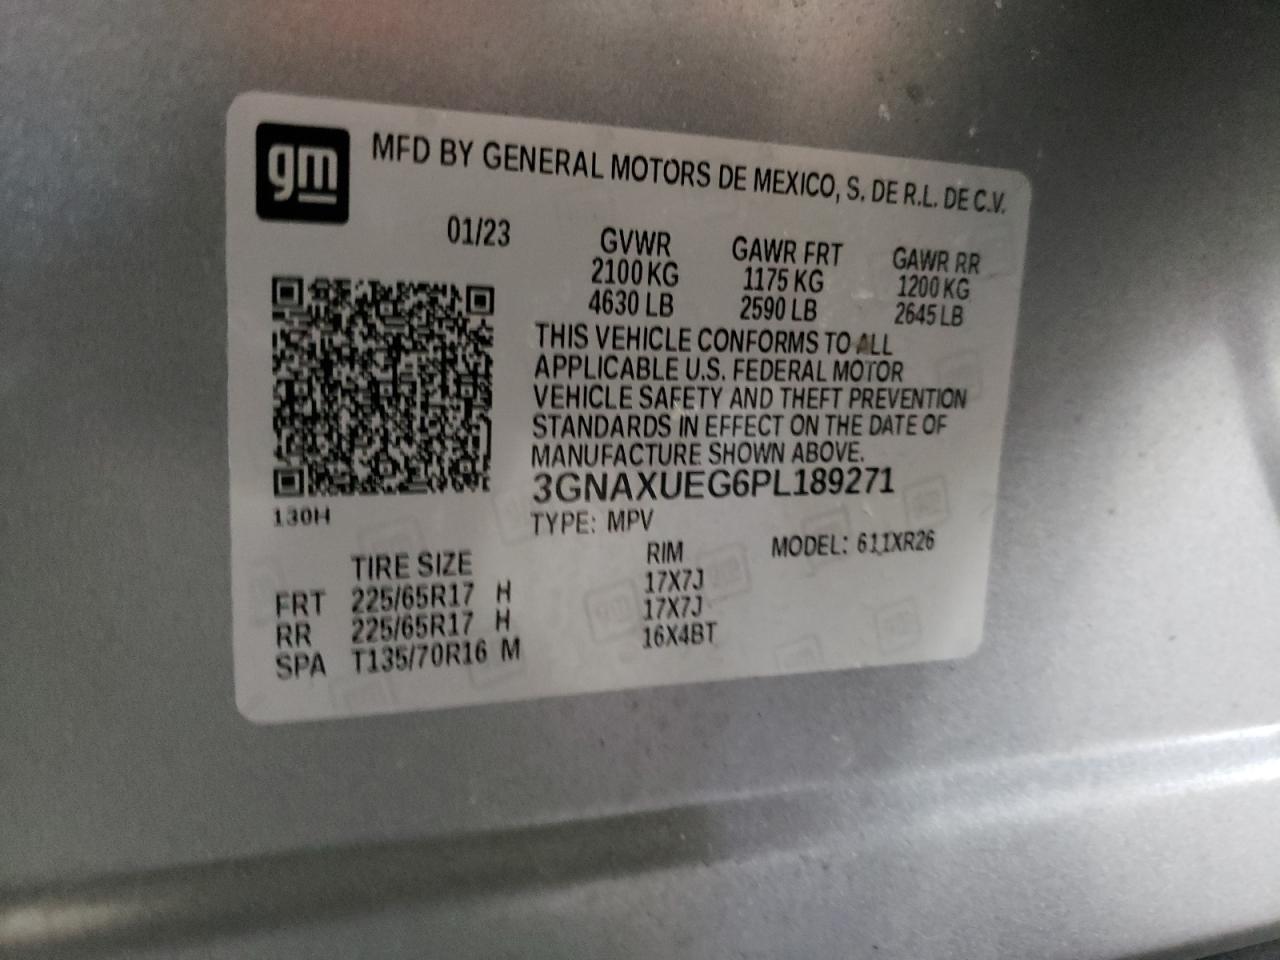 gm
MFD BY GENERAL MOTORS DE MEXICO, S. DE R.L. DE C.V.
01/23 GVWR GAWR FRT GAWR RR
2100 KG 1175 KG 1200 KG
4630 LB 2590 LB 2645 LB
THIS VEHICLE CONFORMS TO ALL
APPLICABLE U.S. FEDERAL MOTOR
VEHICLE SAFETY AND THEFT PREVENTION
STANDARDS IN EFFECT ON THE DATE OF
MANUFACTURE SHOWN ABOVE.
3GNAXUEG6PL189271
130H
TYPE: MPV MODEL: 611XR26
TIRE SIZE RIM
FRT 225/65R17 H 17X7J
RR 225/65R17 H 17X7J
SPA T135/70R16 M 16X4BT